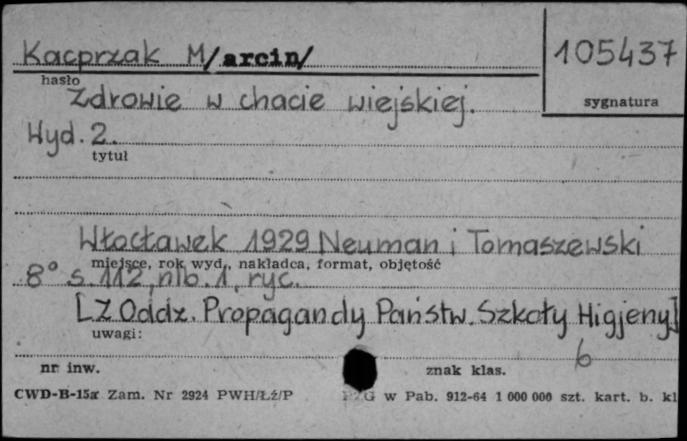 Kacprzak M/arcin/
105437
hasło
sygnatura
Zdrowie w chacie wiejskiej.
Wyd. 2.
tytuł
Włocławek 1929 Neuman i Tomaszewski
miejsce, rok wyd., nakładca, format, objętość
8° s. 112, nlb. 1, ryc.
[Z Oddz. Propagandy Państw. Szkoły Higjeny]
uwagi:
6
nr inw.
znak klas.
CWD-B-15a Zam. Nr 2924 PWH/Łź/P
PZG w Pab. 912-64 1 000 000 szt. kart. b. kl